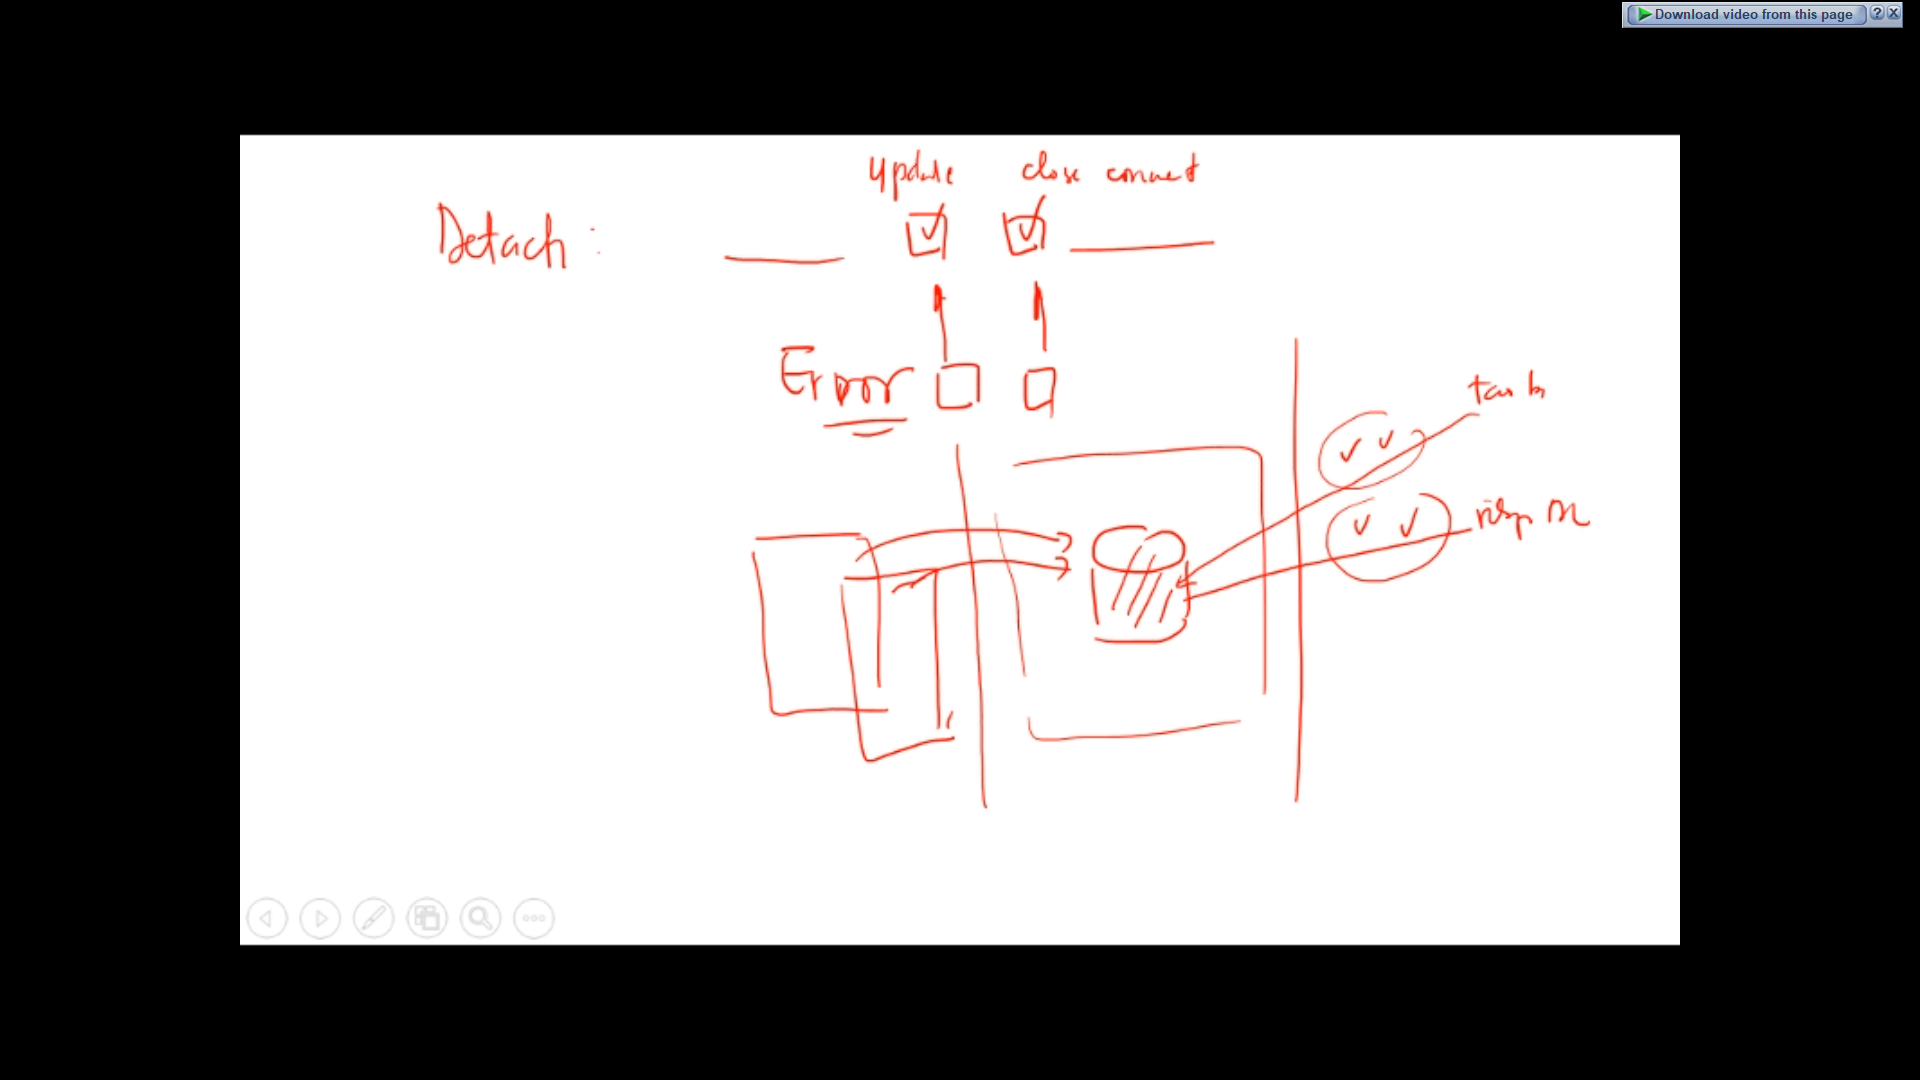 Download video from this page
update close connect
Detach :
Error